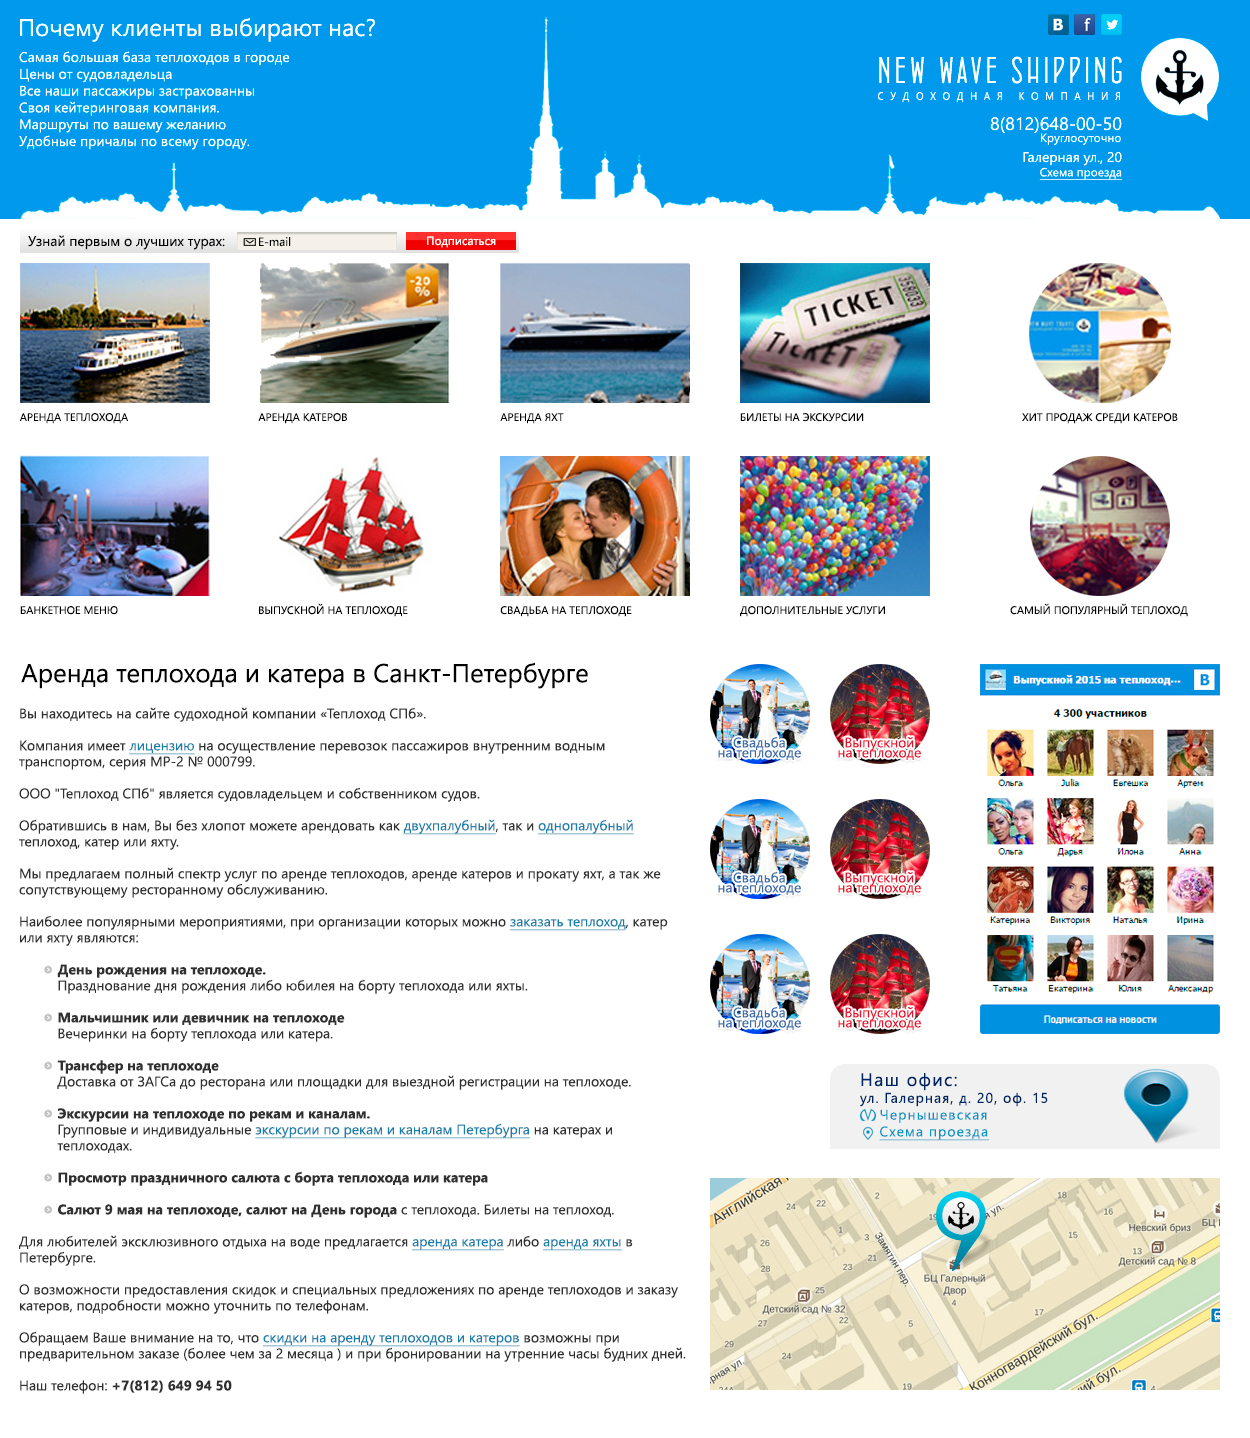 Почему клиенты выбирают нас?
Самая большая база теплоходов в городе
Цены от судовладельца
Все наши пассажиры застрахованны
Своя кейтеринговая компания.
Маршруты по вашему желанию
Удобные причалы по всему городу.
B f
NEW WAVE SHIPPING
СУДОХОДНАЯ КОМПАНИЯ
8(812)648-00-50
Круглосуточно
Галерная ул., 20
Схема проезда
Узнай первым о лучших турах:
E-mail
Подписаться
-20
%
TICKET
TICKET
АРЕНДА ТЕПЛОХОДА
АРЕНДА КАТЕРОВ
АРЕНДА ЯХТ
БИЛЕТЫ НА ЭКСКУРСИИ
ХИТ ПРОДАЖ СРЕДИ КАТЕРОВ
БАНКЕТНОЕ МЕНЮ
ВЫПУСКНОЙ НА ТЕПЛОХОДЕ
СВАДЬБА НА ТЕПЛОХОДЕ
ДОПОЛНИТЕЛЬНЫЕ УСЛУГИ
САМЫЙ ПОПУЛЯРНЫЙ ТЕПЛОХОД
Аренда теплохода и катера в Санкт-Петербурге
Вы находитесь на сайте судоходной компании «Теплоход СПб».
Компания имеет лицензию на осуществление перевозок пассажиров внутренним водным
транспортом, серия МР-2 № 000799.
ООО "Теплоход СПб" является судовладельцем и собственником судов.
Обратившись в нам, Вы без хлопот можете арендовать как двухпалубный, так и однопалубный
теплоход, катер или яхту.
Мы предлагаем полный спектр услуг по аренде теплоходов, аренде катеров и прокату яхт, а так же
сопутствующему ресторанному обслуживанию.
Наиболее популярными мероприятиями, при организации которых можно заказать теплоход, катер
или яхту являются:
День рождения на теплоходе.
Празднование дня рождения либо юбилея на борту теплохода или яхты.
Мальчишник или девичник на теплоходе
Вечеринки на борту теплохода или катера.
Трансфер на теплоходе
Доставка от ЗАГСа до ресторана или площадки для выездной регистрации на теплоходе.
Экскурсии на теплоходе по рекам и каналам.
Групповые и индивидуальные экскурсии по рекам и каналам Петербурга на катерах и
теплоходах.
Просмотр праздничного салюта с борта теплохода или катера
Салют 9 мая на теплоходе, салют на День города с теплохода. Билеты на теплоход.
Для любителей эксклюзивного отдыха на воде предлагается аренда катера либо аренда яхты в
Петербурге.
О возможности предоставления скидок и специальных предложениях по аренде теплоходов и заказу
катеров, подробности можно уточнить по телефонам.
Обращаем Ваше внимание на то, что скидки на аренду теплоходов и катеров возможны при
предварительном заказе (более чем за 2 месяца ) и при бронировании на утренние часы будних дней.
Наш телефон: +7(812) 649 94 50
Свадьба
на теплоходе
Выпускной
на теплоходе
Свадьба
на теплоходе
Выпускной
на теплоходе
Свадьба
на теплоходе
Выпускной
на теплоходе
Выпускной 2015 на теплоход... B
4 300 участников
Ольга Julia Евгешка Артем
Ольга Дарья Илона Анна
Катерина Виктория Наталья Ирина
Татьяна Екатерина Юлия Александр
Подписаться на новости
Наш офис:
ул. Галерная, д. 20, оф. 15
Чернышевская
Схема проезда
Английская
24
22
2
ул.
18
16
Невский бриз
БЦ
26
24
19
13
Детский сад № 8
28
23
21
Замятин пер.
БЦ Галерный
Двор
4
25
Детский сад № 32
22
5
17
29
27
24
рная ул.
24А
Конногвардейский бул.
ский бул.